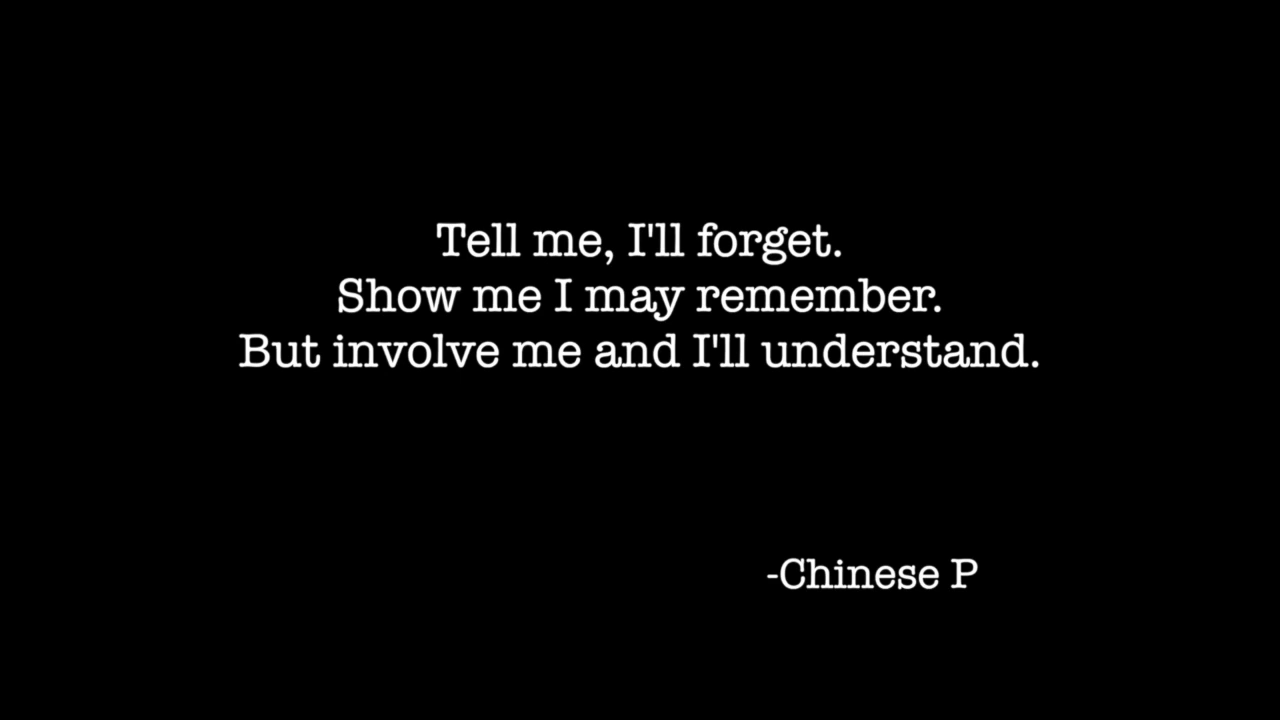 Tell me, I'll forget.
Show me I may remember.
But involve me and I'll understand.
-Chinese P